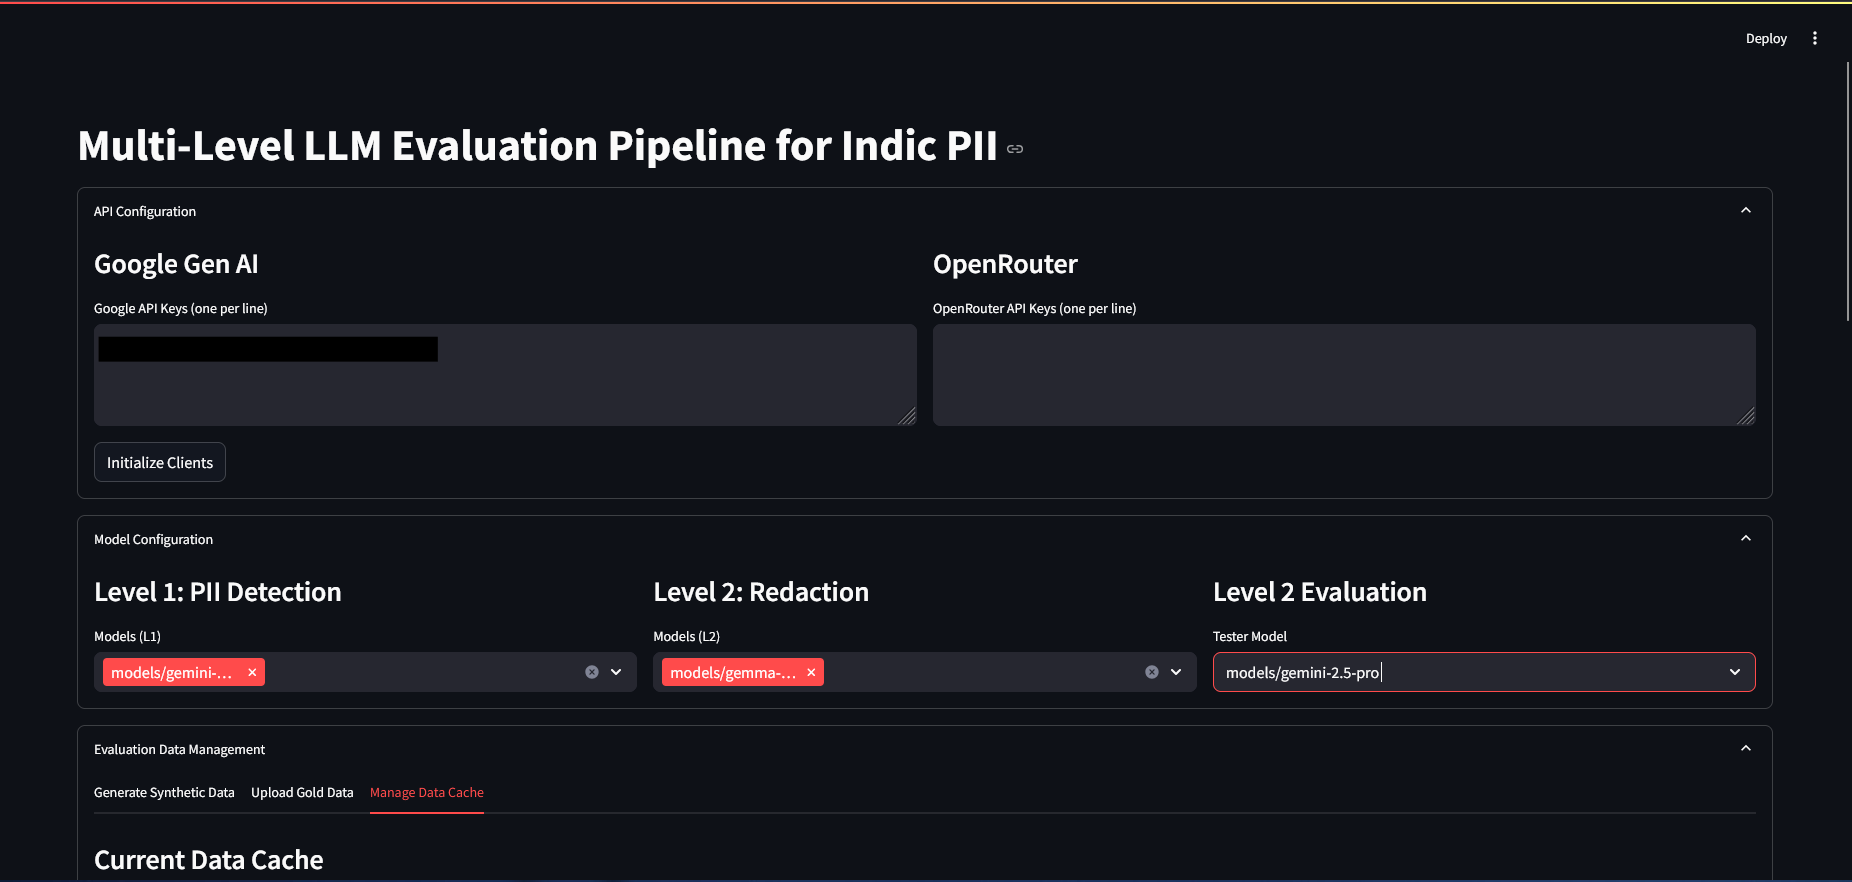 Deploy
Multi-Level LLM Evaluation Pipeline for Indic PII
API Configuration
Google Gen AI
Google API Keys (one per line)
OpenRouter
OpenRouter API Keys (one per line)
Initialize Clients
Model Configuration
Level 1: PII Detection
Models (L1)
models/gemini-...
Level 2: Redaction
Models (L2)
models/gemma-...
Level 2 Evaluation
Tester Model
models/gemini-2.5-pro
Evaluation Data Management
Generate Synthetic Data Upload Gold Data Manage Data Cache
Current Data Cache